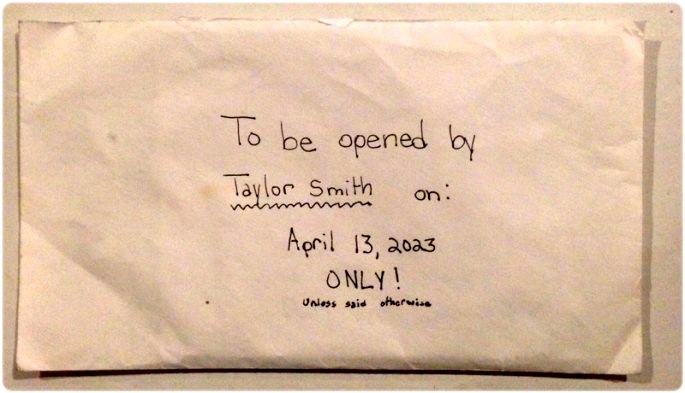 To be opened by
Taylor Smith on:
April 13, 2023
ONLY!
unless said otherwise